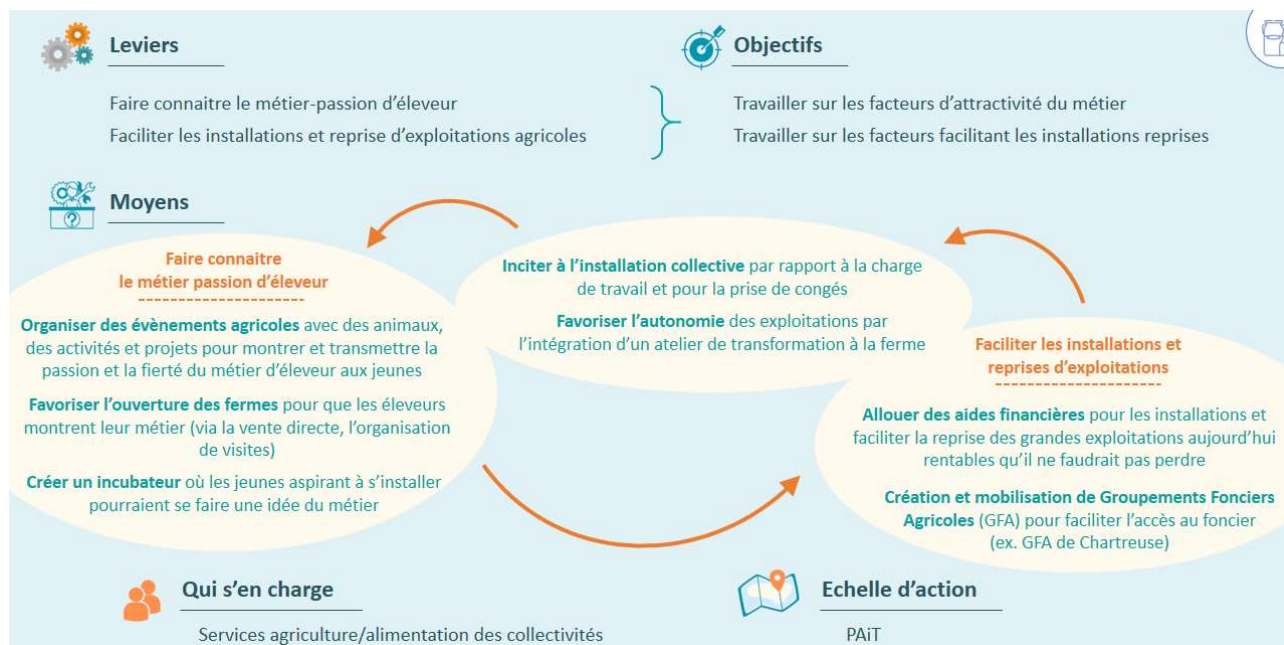 Leviers
Faire connaitre le métier-passion d’éleveur
Faciliter les installations et reprise d’exploitations agricoles
Objectifs
Travailler sur les facteurs d’attractivité du métier
Travailler sur les facteurs facilitant les installations reprises
Moyens
?
Faire connaitre
le métier passion d’éleveur
Organiser des évènements agricoles avec des animaux,
des activités et projets pour montrer et transmettre la
passion et la fierté du métier d’éleveur aux jeunes
Favoriser l’ouverture des fermes pour que les éleveurs
montrent leur métier (via la vente directe, l’organisation
de visites)
Créer un incubateur où les jeunes aspirant à s’installer
pourraient se faire une idée du métier
Inciter à l’installation collective par rapport à la charge
de travail et pour la prise de congés
Favoriser l’autonomie des exploitations par
l’intégration d’un atelier de transformation à la ferme
Faciliter les installations et
reprises d’exploitations
Allouer des aides financières pour les installations et
faciliter la reprise des grandes exploitations aujourd’hui
rentables qu’il ne faudrait pas perdre
Création et mobilisation de Groupements Fonciers
Agricoles (GFA) pour faciliter l’accès au foncier
(ex. GFA de Chartreuse)
Qui s’en charge
Services agriculture/alimentation des collectivités
Echelle d’action
PAiT